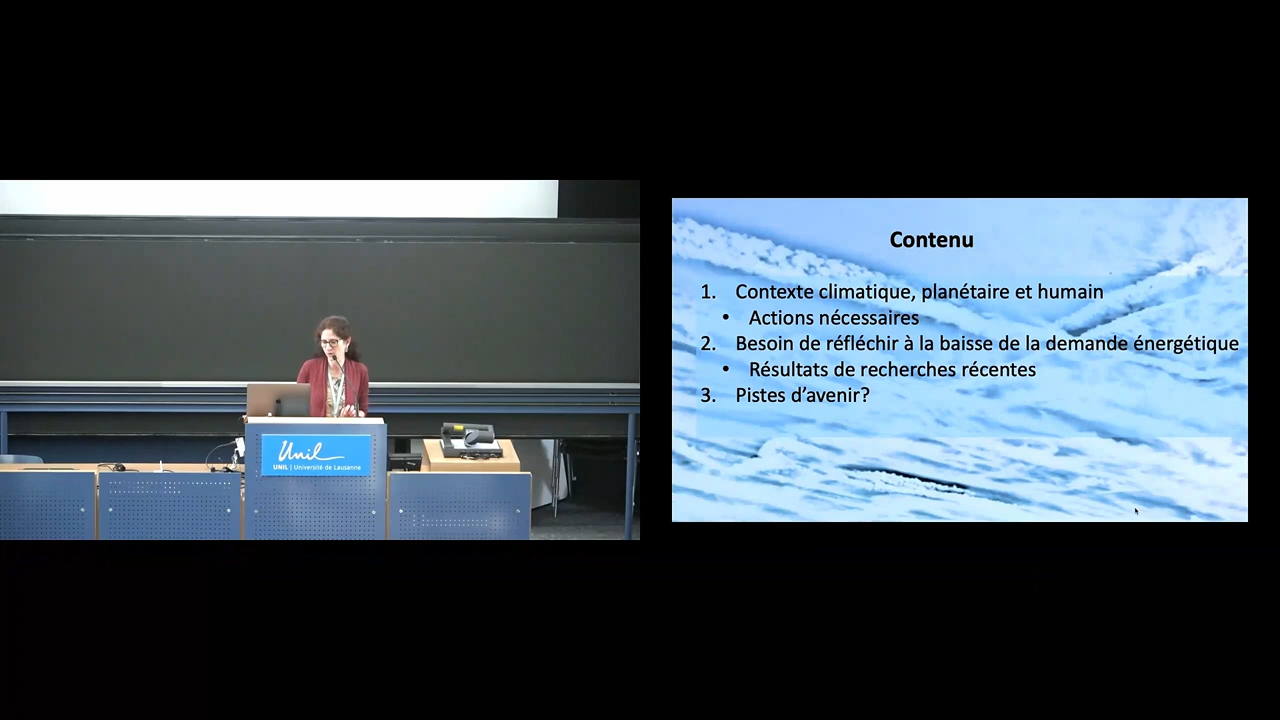 Unil
UNIL | Université de Lausanne
Contenu
1. Contexte climatique, planétaire et humain
• Actions nécessaires
2. Besoin de réfléchir à la baisse de la demande énergétique
• Résultats de recherches récentes
3. Pistes d'avenir?